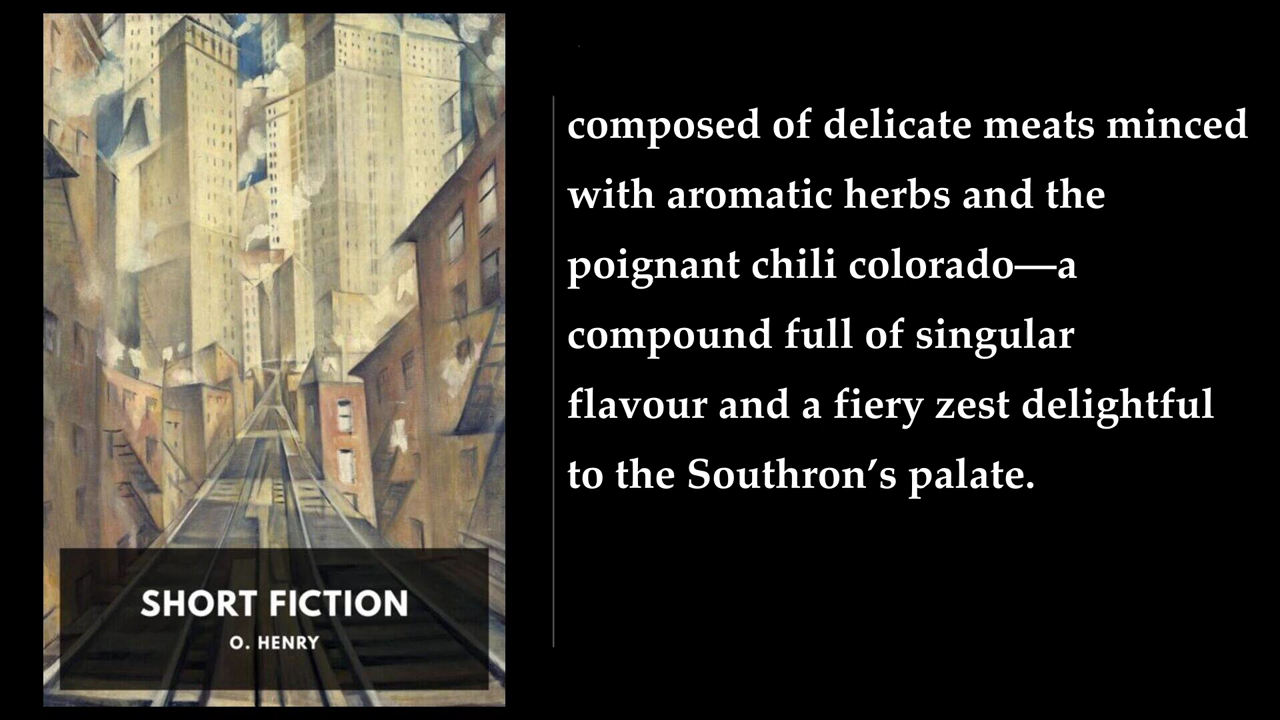 composed of delicate meats minced
with aromatic herbs and the
poignant chili colorado—a
compound full of singular
flavour and a fiery zest delightful
to the Southron’s palate.
SHORT FICTION
O. HENRY